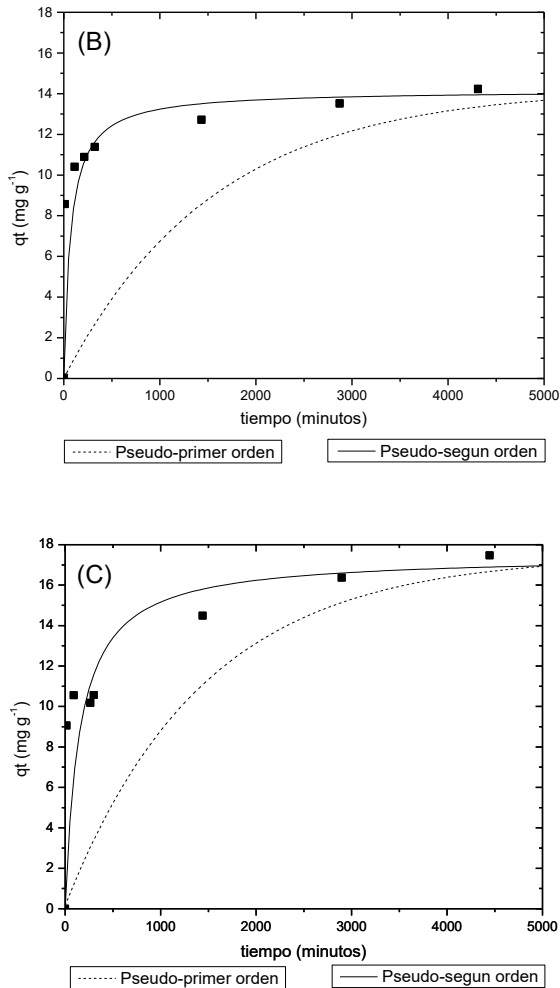 (B)
18
16
14
12
10
8
6
4
2
0
qt (mg g⁻¹)
0 1000 2000 3000 4000 5000
tiempo (minutos)
Pseudo-primer orden Pseudo-segun orden
(C)
18
16
14
12
10
8
6
4
2
0
qt (mg g⁻¹)
0 1000 2000 3000 4000 5000
tiempo (minutos)
Pseudo-primer orden Pseudo-segun orden